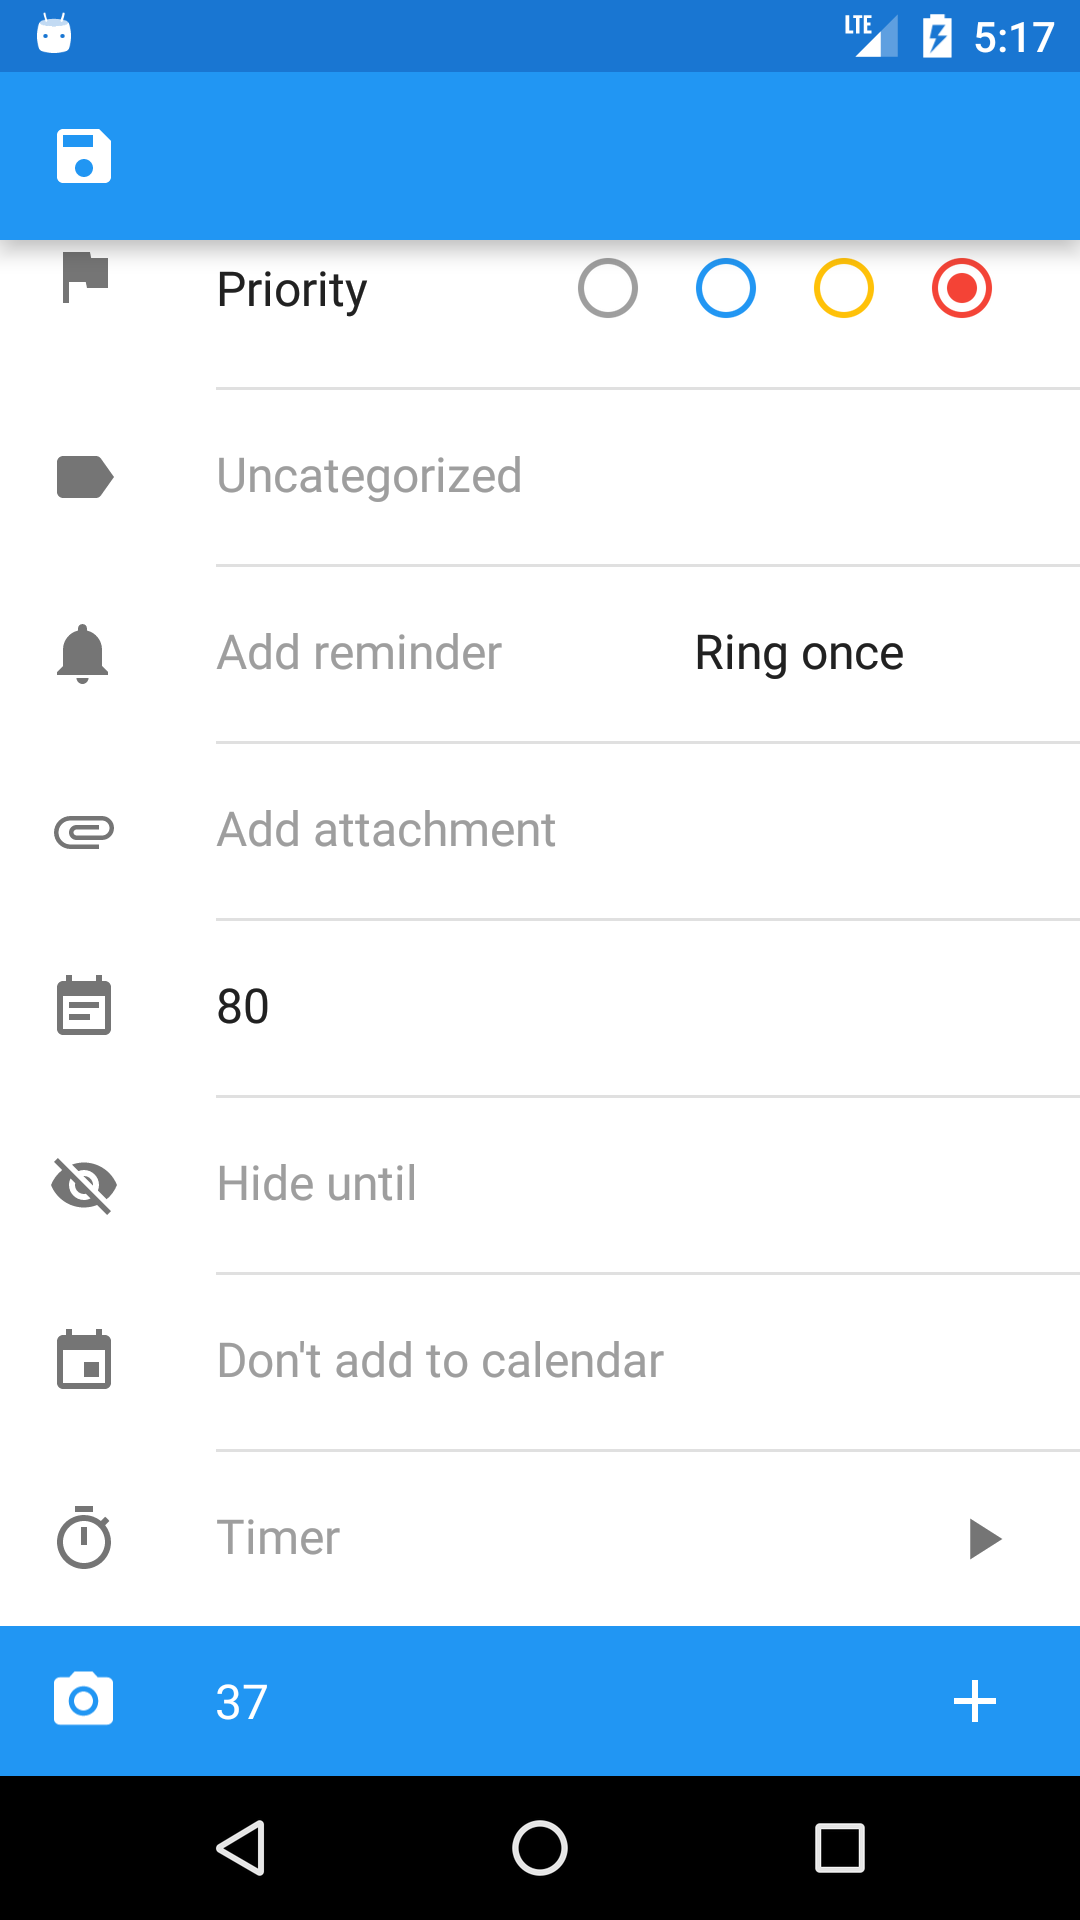 LTE 5:17
Priority
Uncategorized
Add reminder Ring once
Add attachment
80
Hide until
Don't add to calendar
Timer
37